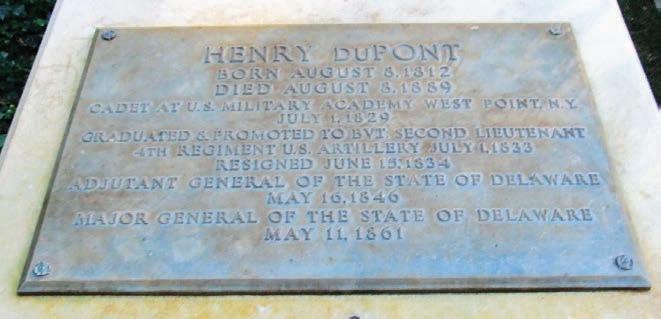 HENRY DUPONT
BORN AUGUST 8, 1812
DIED AUGUST 8, 1889
CADET AT U.S. MILITARY ACADEMY WEST POINT, N.Y.
JULY 1, 1829
GRADUATED & PROMOTED TO BVT. SECOND LIEUTENANT
4TH REGIMENT U.S. ARTILLERY JULY 1, 1833
RESIGNED JUNE 15, 1834
ADJUTANT GENERAL OF THE STATE OF DELAWARE
MAY 16, 1846
MAJOR GENERAL OF THE STATE OF DELAWARE
MAY 11, 1861